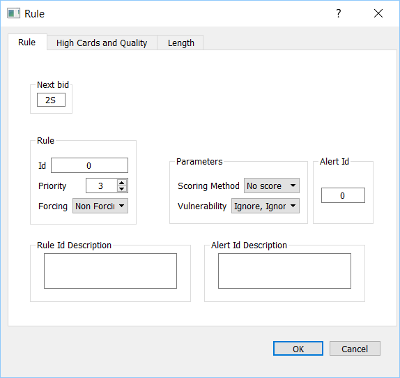 Rule
Rule High Cards and Quality Length
Next bid
2S
Rule
Id 0
Priority 3
Forcing Non Forcin
Parameters
Scoring Method No score
Vulnerability Ignore, Ignor
Alert Id
0
Rule Id Description
Alert Id Description
OK Cancel